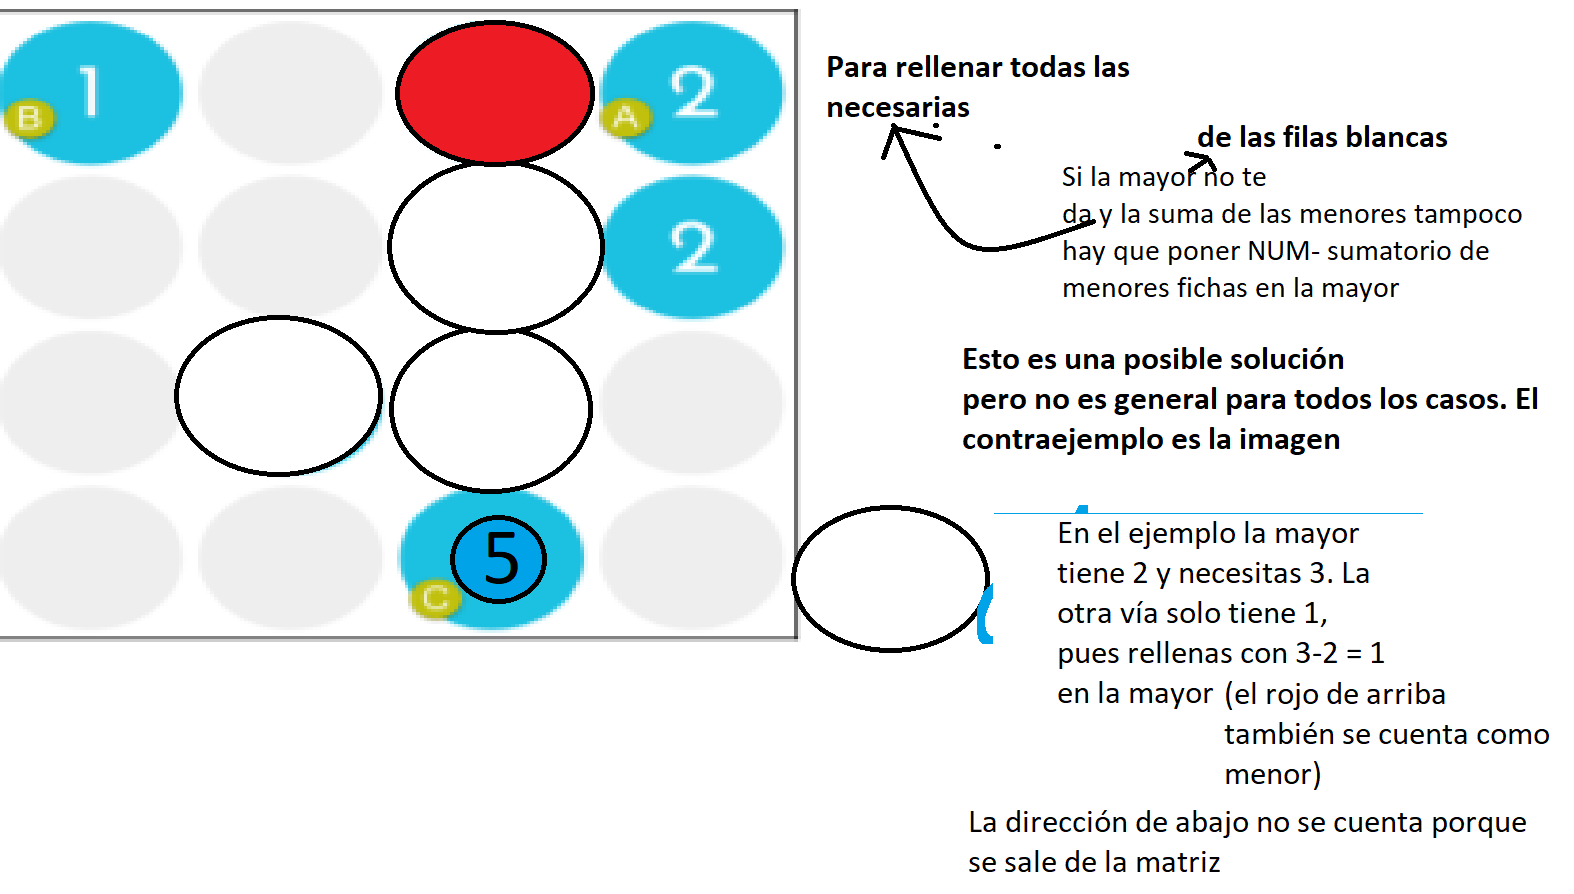 1
B
2
A
2
5
C
Para rellenar todas las
necesarias
de las filas blancas
Si la mayor no te
da y la suma de las menores tampoco
hay que poner NUM- sumatorio de
menores fichas en la mayor
Esto es una posible solución
pero no es general para todos los casos. El
contraejemplo es la imagen
En el ejemplo la mayor
tiene 2 y necesitas 3. La
otra vía solo tiene 1,
pues rellenas con 3-2 = 1
en la mayor (el rojo de arriba
también se cuenta como
menor)
La dirección de abajo no se cuenta porque
se sale de la matriz